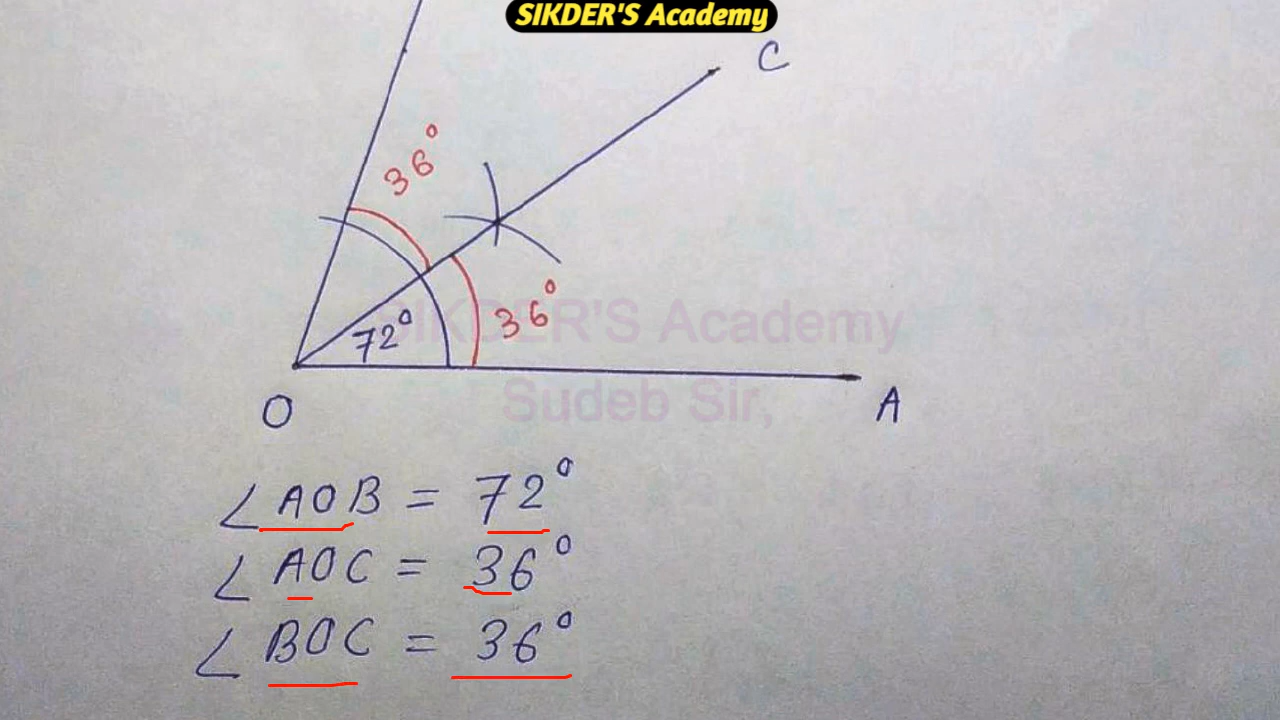 SIKDER'S Academy
C
36°
36°
SIKDER'S Academy
72°
Sudeb Sir,
O
A
∠AOB = 72°
∠AOC = 36°
∠BOC = 36°